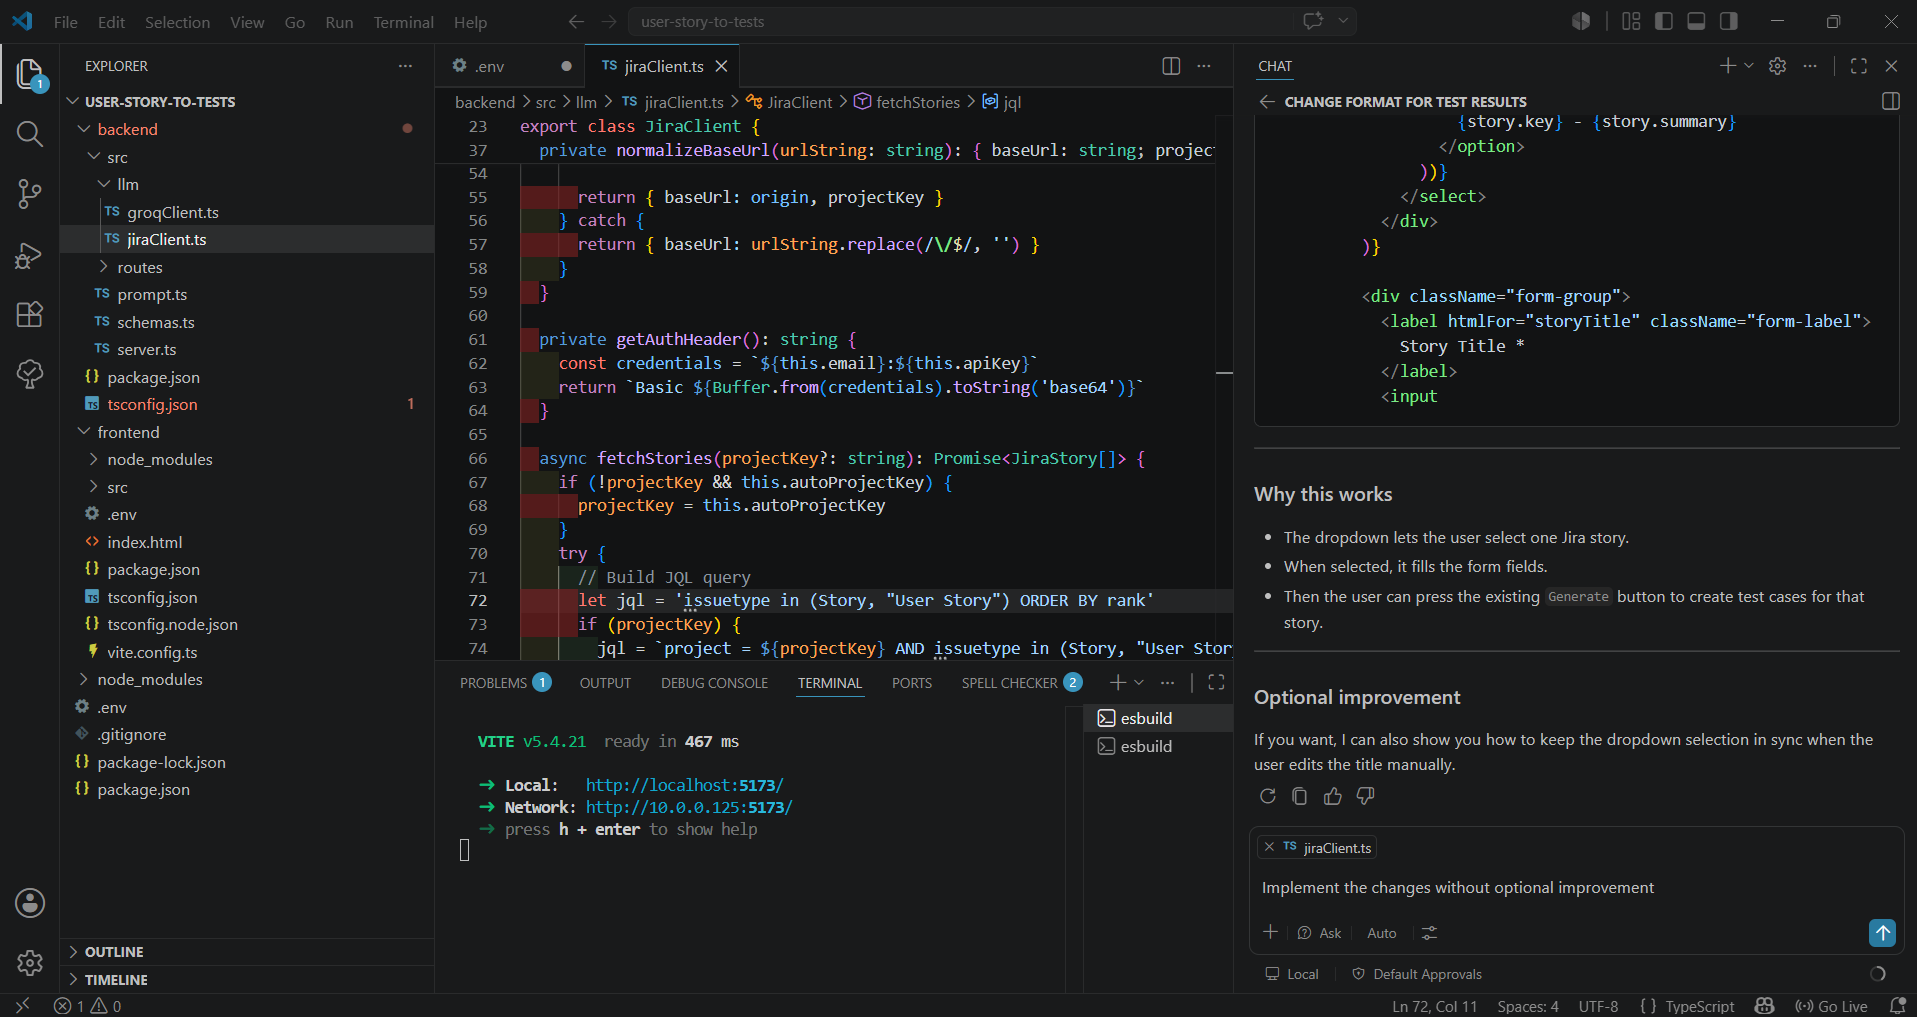 File Edit Selection View Go Run Terminal Help
user-story-to-tests
EXPLORER
1
USER-STORY-TO-TESTS
backend
src
llm
TS groqClient.ts
TS jiraClient.ts
routes
TS prompt.ts
TS schemas.ts
TS server.ts
{} package.json
TS tsconfig.json 1
frontend
node_modules
src
.env
<> index.html
{} package.json
TS tsconfig.json
{} tsconfig.node.json
vite.config.ts
node_modules
.env
.gitignore
{} package-lock.json
{} package.json
OUTLINE
TIMELINE
.env
TS jiraClient.ts
backend > src > llm > TS jiraClient.ts > JiraClient > fetchStories > jql
23 export class JiraClient {
37 private normalizeBaseUrl(urlString: string): { baseUrl: string; projec
54
55 return { baseUrl: origin, projectKey }
56 } catch {
57 return { baseUrl: urlString.replace(/\/$/, '') }
58 }
59 }
60
61 private getAuthHeader(): string {
62 const credentials = `${this.email}:${this.apiKey}`
63 return `Basic ${Buffer.from(credentials).toString('base64')}`
64 }
65
66 async fetchStories(projectKey?: string): Promise<JiraStory[]> {
67 if (!projectKey && this.autoProjectKey) {
68 projectKey = this.autoProjectKey
69 }
70 try {
71 // Build JQL query
72 let jql = 'issuetype in (Story, "User Story") ORDER BY rank'
73 if (projectKey) {
74 jql = `project = ${projectKey} AND issuetype in (Story, "User Stor
PROBLEMS 1 OUTPUT DEBUG CONSOLE TERMINAL PORTS SPELL CHECKER 2
VITE v5.4.21 ready in 467 ms
➜ Local: http://localhost:5173/
➜ Network: http://10.0.0.125:5173/
➜ press h + enter to show help
esbuild
esbuild
CHAT
CHANGE FORMAT FOR TEST RESULTS
{story.key} - {story.summary}
</option>
))}
</select>
</div>
)}
<div className="form-group">
<label htmlFor="storyTitle" className="form-label">
Story Title *
</label>
<input
Why this works
• The dropdown lets the user select one Jira story.
• When selected, it fills the form fields.
• Then the user can press the existing Generate button to create test cases for that
story.
Optional improvement
If you want, I can also show you how to keep the dropdown selection in sync when the
user edits the title manually.
TS jiraClient.ts
Implement the changes without optional improvement
Ask Auto
Local Default Approvals
1 0
Ln 72, Col 11 Spaces: 4 UTF-8 {} TypeScript Go Live